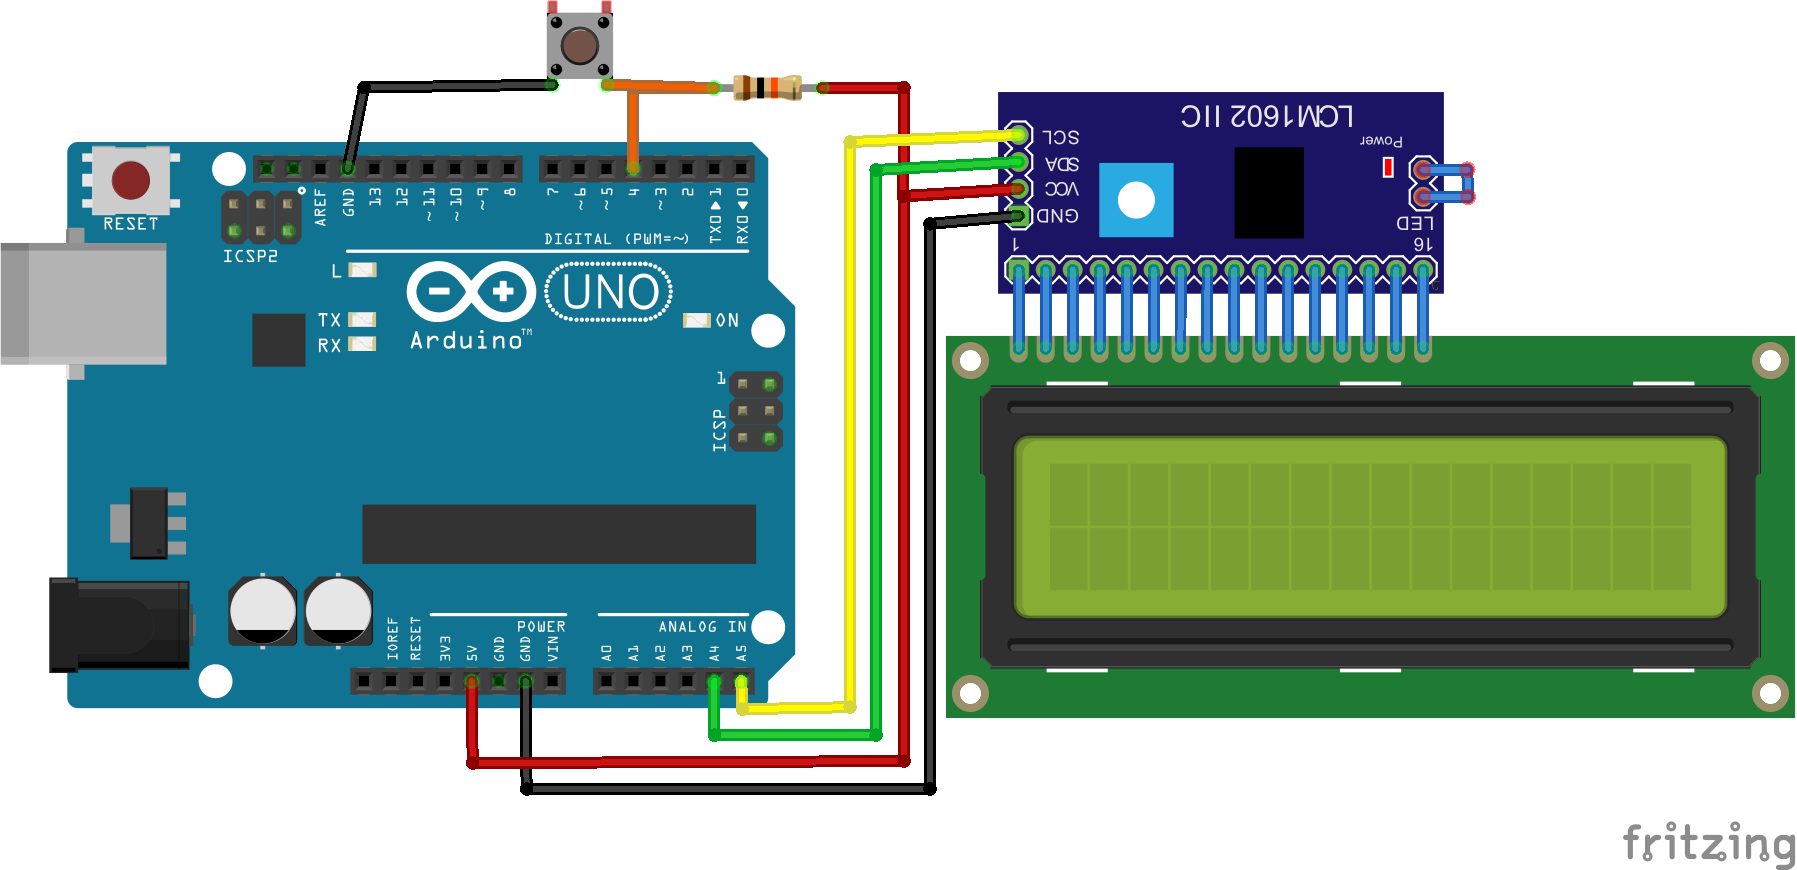 LCM1602 IIC
SCL
SDA
VCC
GND
Power
LED
1
16
RESET
ICSP2
AREF
GND
13
12
~11
~10
~9
8
7
~6
~5
4
~3
2
TX0▶1
RX0◀0
DIGITAL (PWM=~)
L
TX
RX
Arduino™
UNO
ON
1
ICSP
POWER
ANALOG IN
IOREF
RESET
3V3
5V
GND
GND
VIN
A0
A1
A2
A3
A4
A5
fritzing